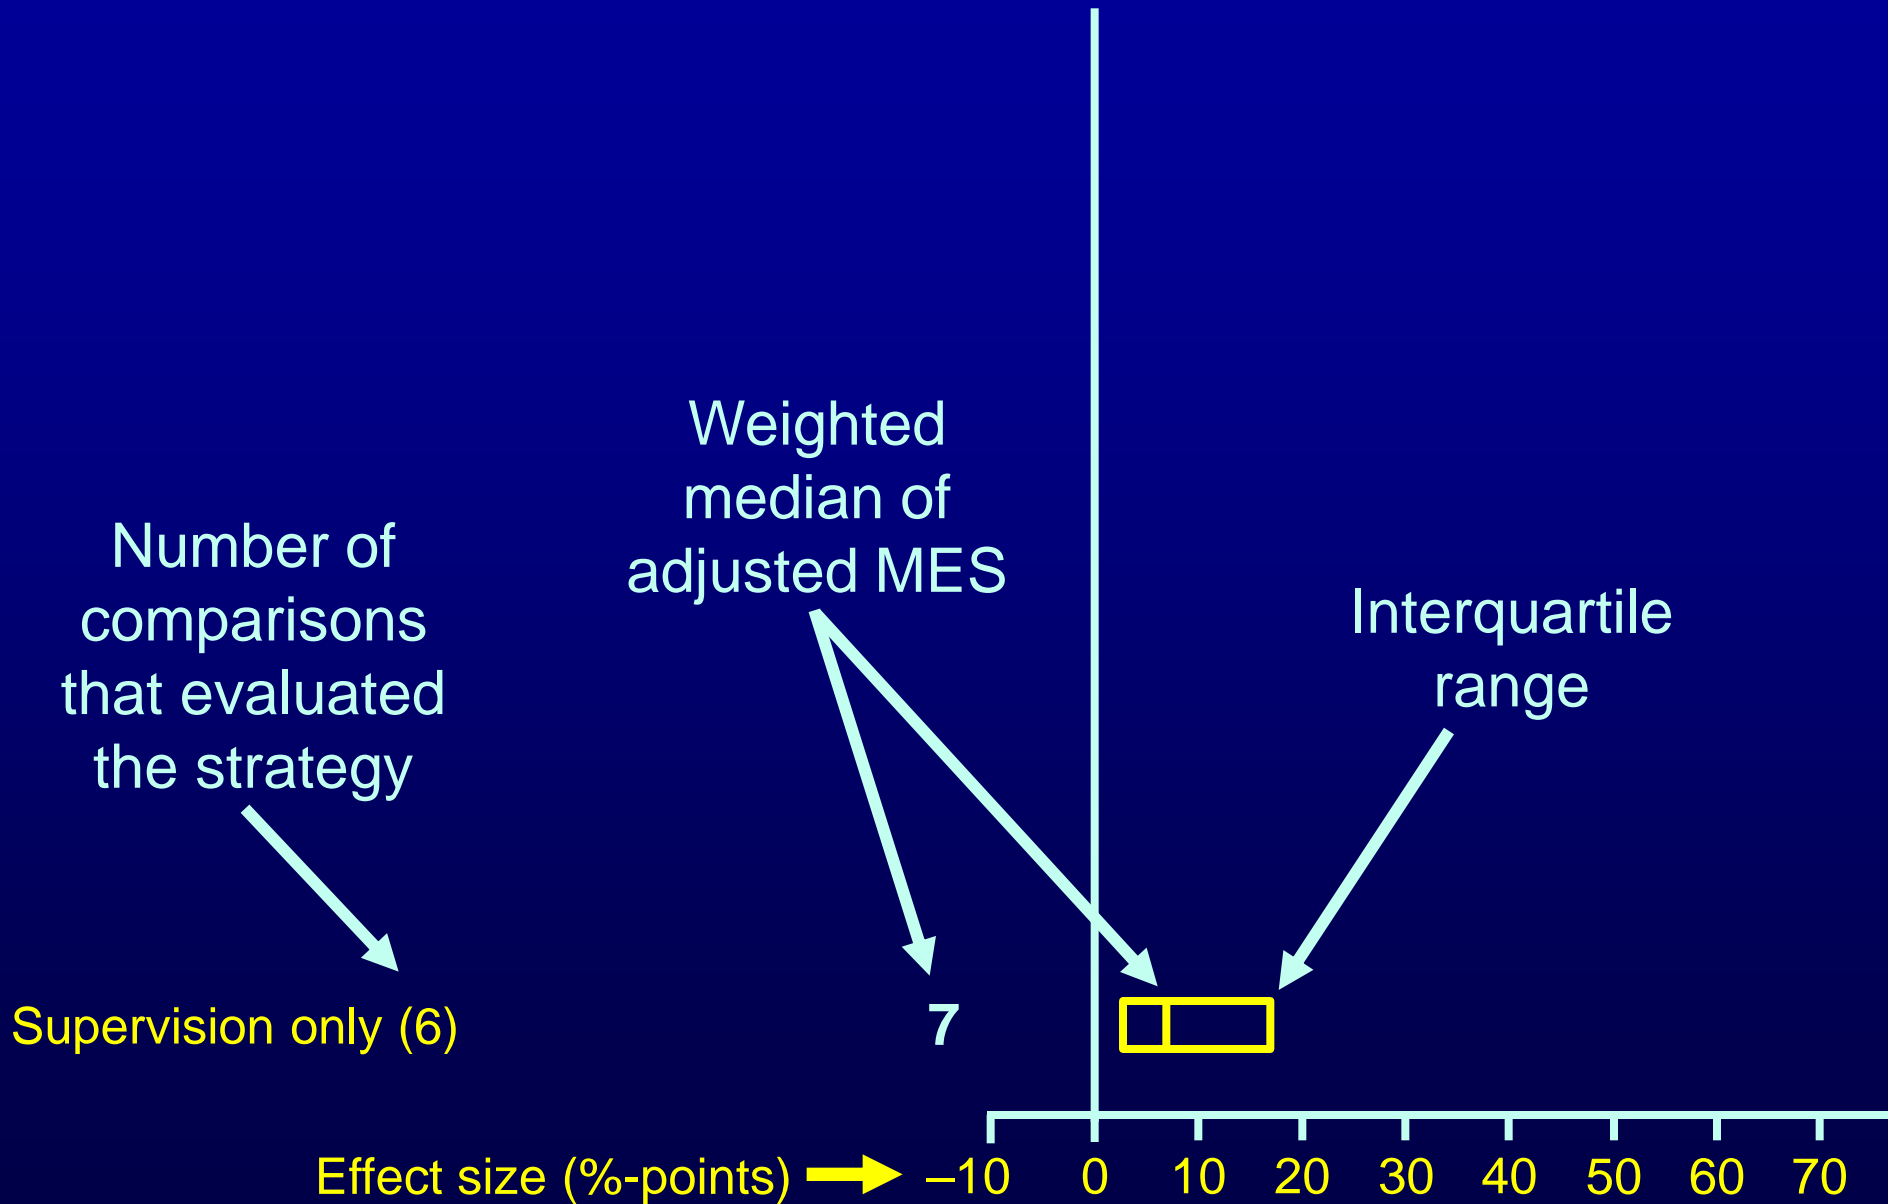 Weighted
median of
adjusted MES
Number of
comparisons
that evaluated
the strategy
Interquartile
range
Supervision only (6)
7
Effect size (%-points)
–10 0 10 20 30 40 50 60 70